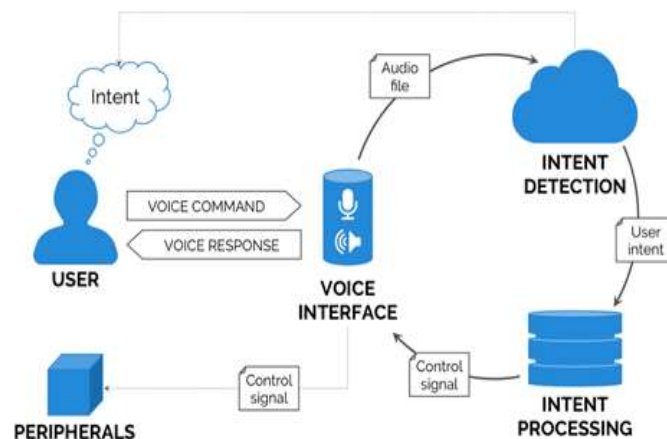 Audio
file
Intent
INTENT
DETECTION
VOICE COMMAND
VOICE RESPONSE
User
intent
USER
VOICE
INTERFACE
Control
signal
Control
signal
PERIPHERALS
INTENT
PROCESSING